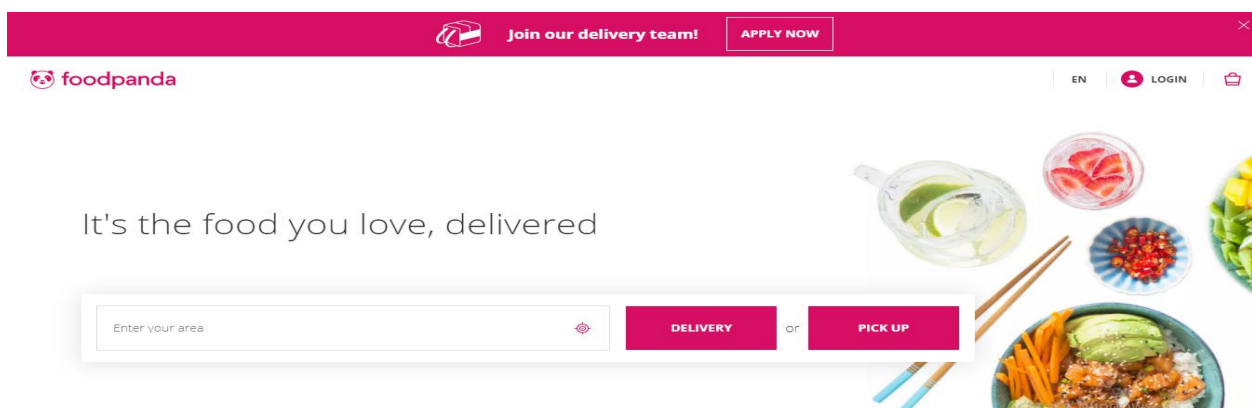 Join our delivery team! APPLY NOW
foodpanda
EN LOGIN
It's the food you love, delivered
Enter your area DELIVERY or PICK UP